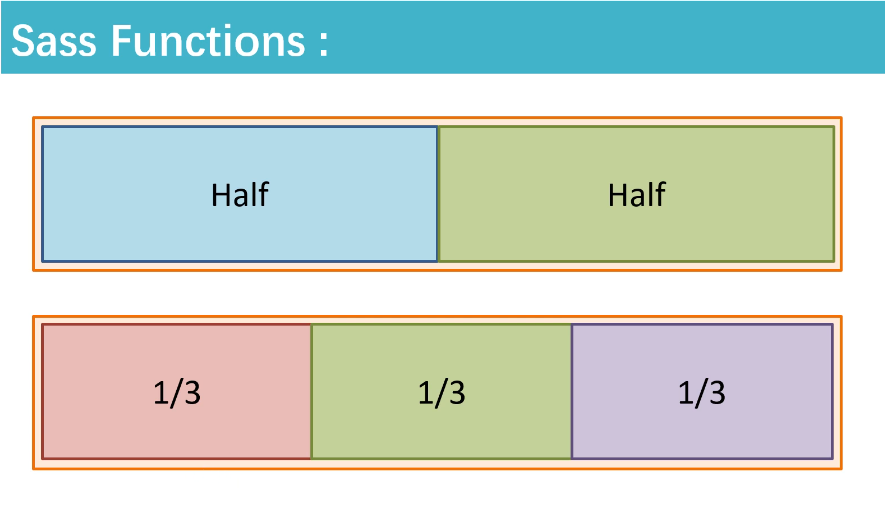 Sass Functions :
Half Half
1/3 1/3 1/3